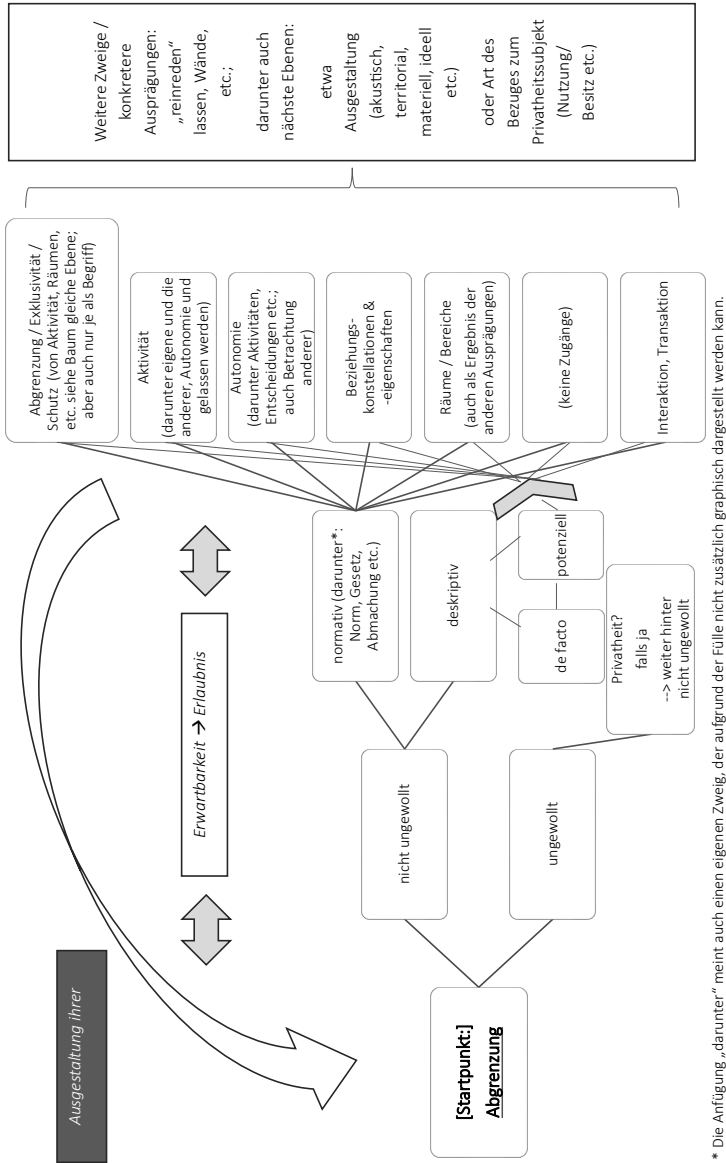 Ausgestaltung ihrer
Erwartbarkeit → Erlaubnis
[Startpunkt:]
Abgrenzung
nicht ungewollt
ungewollt
normativ (darunter*:
Norm, Gesetz,
Abmachung etc.)
deskriptiv
de facto
potenziell
Privatheit?
falls ja
--> weiter hinter
nicht ungewollt
Abgrenzung / Exklusivität /
Schutz (von Aktivität, Räumen,
etc. siehe Baum gleiche Ebene;
aber auch nur je als Begriff)
Aktivität
(darunter eigene und die
anderer, Autonomie und
gelassen werden)
Autonomie
(darunter Aktivitäten,
Entscheidungen etc.;
auch Betrachtung
anderer)
Beziehungs-
konstellationen &
-eigenschaften
Räume / Bereiche
(auch als Ergebnis der
anderen Ausprägungen)
(keine Zugänge)
Interaktion, Transaktion
Weitere Zweige /
konkretere
Ausprägungen:
„reinreden“
lassen, Wände,
etc.;
darunter auch
nächste Ebenen:
etwa
Ausgestaltung
(akustisch,
territorial,
materiell, ideell
etc.)
oder Art des
Bezuges zum
Privatheitssubjekt
(Nutzung/
Besitz etc.)
* Die Anfügung „darunter“ meint auch einen eigenen Zweig, der aufgrund der Fülle nicht zusätzlich graphisch dargestellt werden kann.